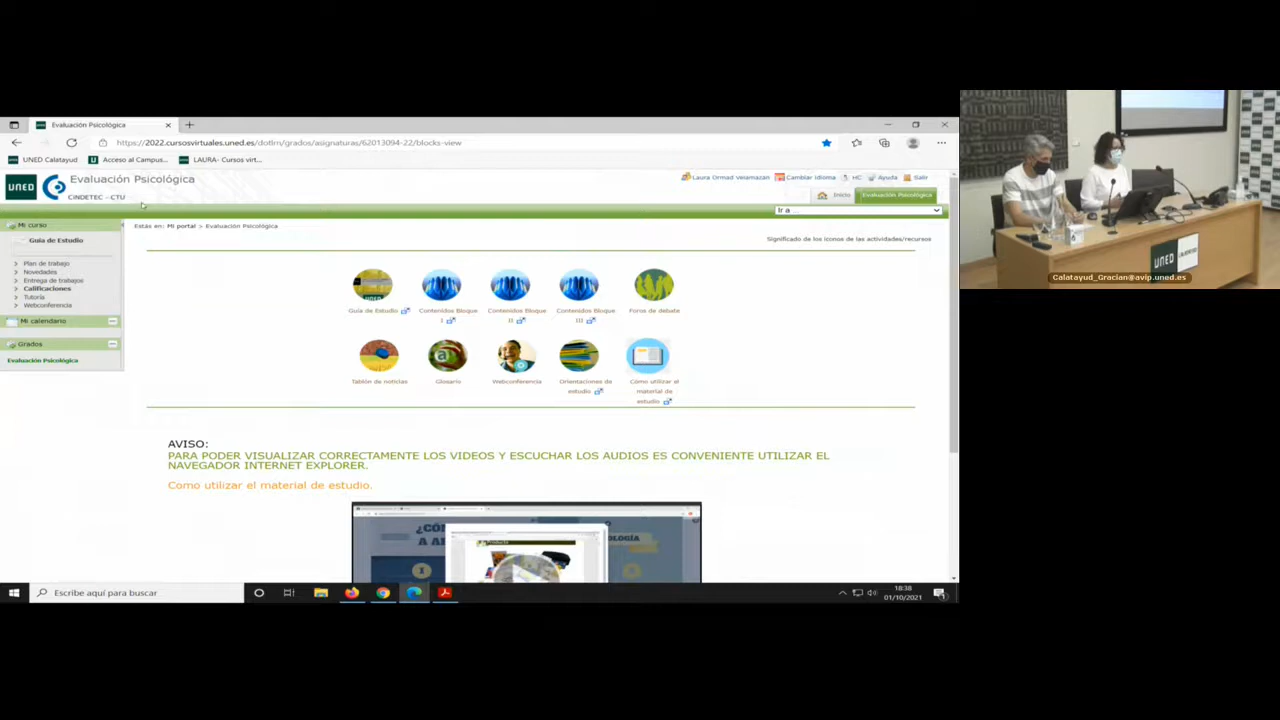 Evaluación Psicológica
https://2022.cursosvirtuales.uned.es/dotlrn/grados/asignaturas/62013094-22/blocks-view
UNED Calatayud
Acceso al Campus...
LAURA- Cursos virt...
UNED
Evaluación Psicológica
CINDETEC - CTU
Laura Ormad Velamazan
Cambiar idioma
HC
Ayuda
Salir
Inicio
Evaluación Psicológica
Ir a ...
Mi curso
Guía de Estudio
Plan de trabajo
Novedades
Entrega de trabajos
Calificaciones
Tutoría
Webconferencia
Mi calendario
Grados
Evaluación Psicológica
Estás en: Mi portal > Evaluación Psicológica
Significado de los iconos de las actividades/recursos
Guía de Estudio
Contenidos Bloque I
Contenidos Bloque II
Contenidos Bloque III
Foros de debate
Tablón de noticias
Glosario
Webconferencia
Orientaciones de estudio
Cómo utilizar el material de estudio
AVISO:
PARA PODER VISUALIZAR CORRECTAMENTE LOS VIDEOS Y ESCUCHAR LOS AUDIOS ES CONVENIENTE UTILIZAR EL
NAVEGADOR INTERNET EXPLORER.
Como utilizar el material de estudio.
Escribe aquí para buscar
18:38
01/10/2021
UNED
Calatayud_Gracian@avip.uned.es